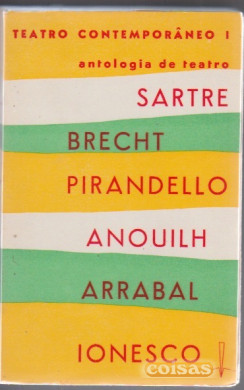 TEATRO CONTEMPORÂNEO I
antologia de teatro
SARTRE
BRECHT
PIRANDELLO
ANOUILH
ARRABAL
IONESCO
coisas